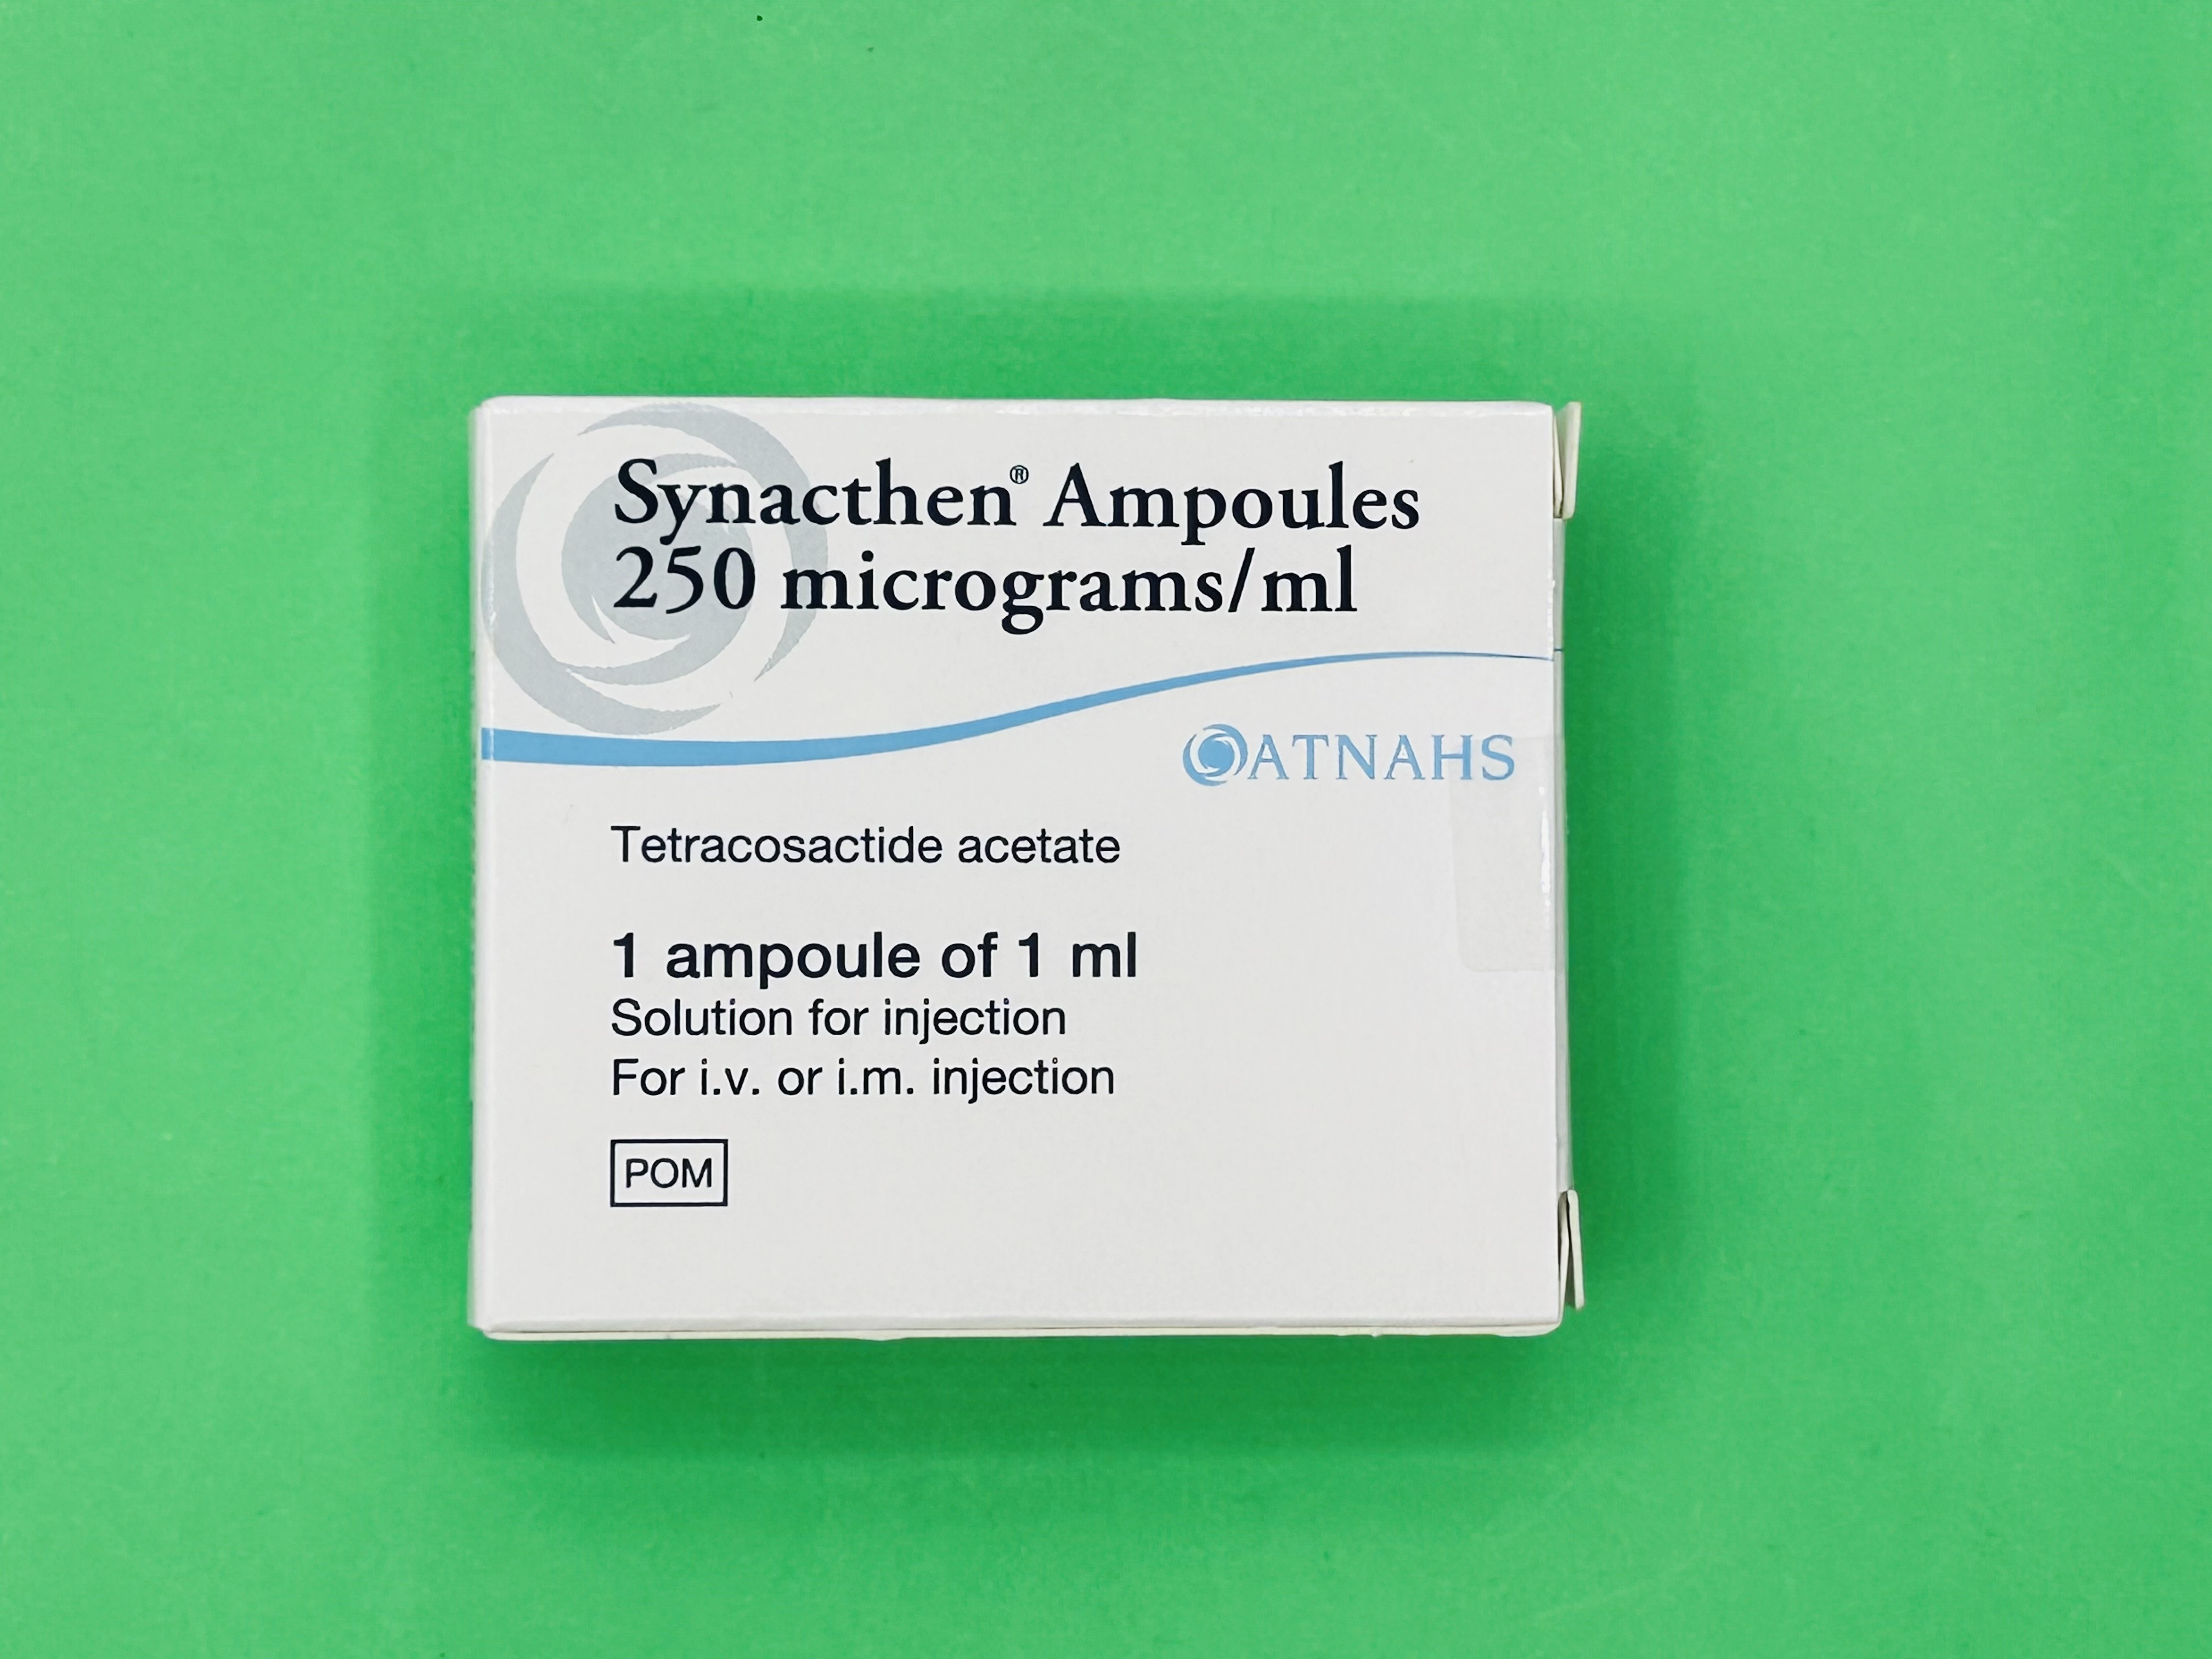 Synacthen® Ampoules
250 micrograms/ml
ATNAHS
Tetracosactide acetate
1 ampoule of 1 ml
Solution for injection
For i.v. or i.m. injection
POM